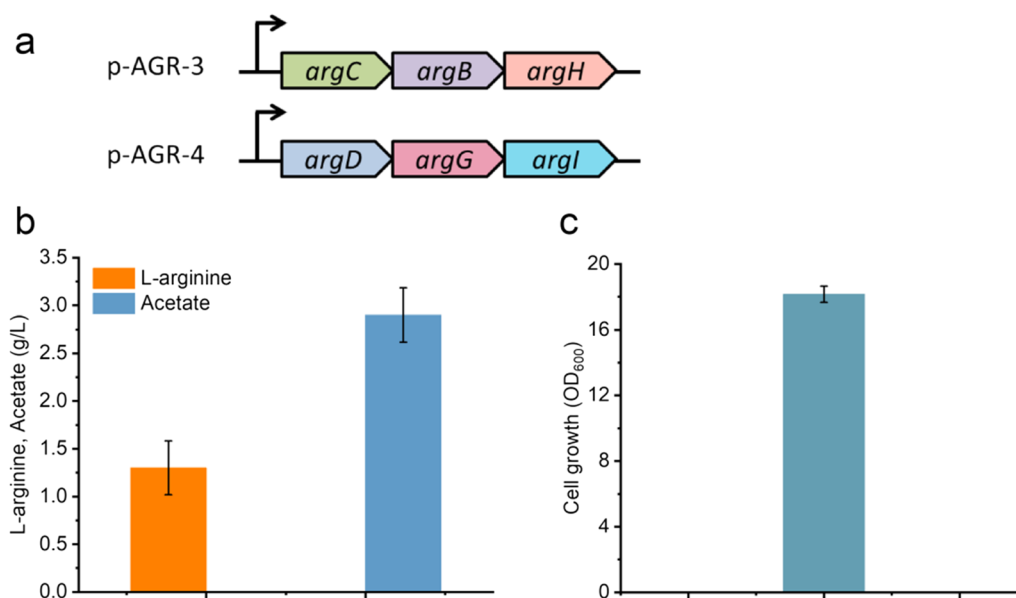 a
p-AGR-3
argC argB argH
p-AGR-4
argD argG argI
b
L-arginine, Acetate (g/L)
3.5
3.0
2.5
2.0
1.5
1.0
0.5
0.0
L-arginine
Acetate
c
Cell growth (OD600)
20
16
12
8
4
0